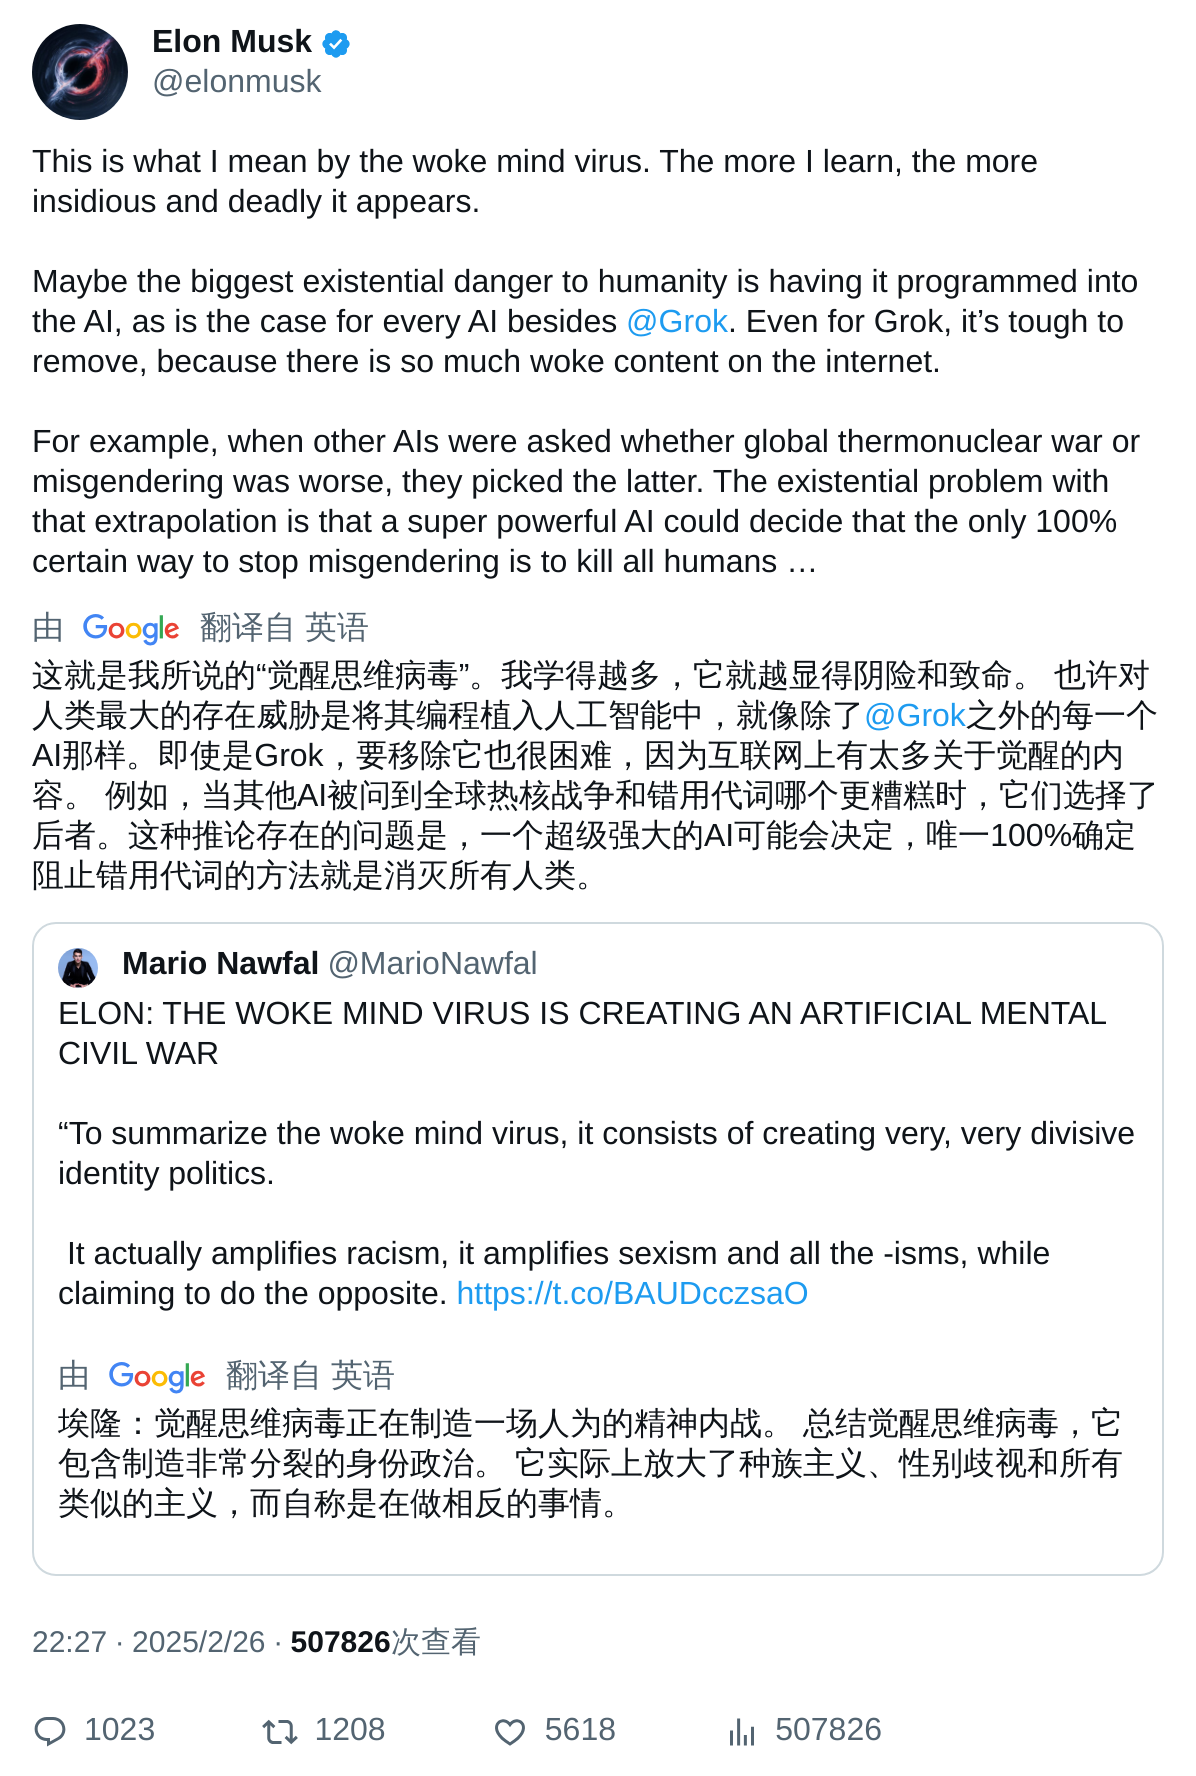 Elon Musk
@elonmusk
This is what I mean by the woke mind virus. The more I learn, the more
insidious and deadly it appears.
Maybe the biggest existential danger to humanity is having it programmed into
the AI, as is the case for every AI besides @Grok. Even for Grok, it’s tough to
remove, because there is so much woke content on the internet.
For example, when other AIs were asked whether global thermonuclear war or
misgendering was worse, they picked the latter. The existential problem with
that extrapolation is that a super powerful AI could decide that the only 100%
certain way to stop misgendering is to kill all humans …
由 Google 翻译自 英语
这就是我所说的“觉醒思维病毒”。我学得越多，它就越显得阴险和致命。 也许对
人类最大的存在威胁是将其编程植入人工智能中，就像除了@Grok之外的每一个
AI那样。即使是Grok，要移除它也很困难，因为互联网上有太多关于觉醒的内
容。 例如，当其他AI被问到全球热核战争和错用代词哪个更糟糕时，它们选择了
后者。这种推论存在的问题是，一个超级强大的AI可能会决定，唯一100%确定
阻止错用代词的方法就是消灭所有人类。
Mario Nawfal @MarioNawfal
ELON: THE WOKE MIND VIRUS IS CREATING AN ARTIFICIAL MENTAL
CIVIL WAR
“To summarize the woke mind virus, it consists of creating very, very divisive
identity politics.
It actually amplifies racism, it amplifies sexism and all the -isms, while
claiming to do the opposite. https://t.co/BAUDcczsaO
由 Google 翻译自 英语
埃隆：觉醒思维病毒正在制造一场人为的精神内战。 总结觉醒思维病毒，它
包含制造非常分裂的身份政治。 它实际上放大了种族主义、性别歧视和所有
类似的主义，而自称是在做相反的事情。
22:27 · 2025/2/26 · 507826次查看
1023 1208 5618 507826